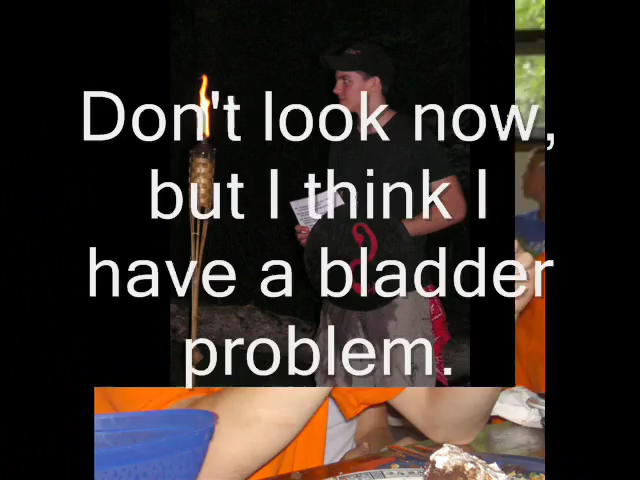 Don't look now,
but I think I
have a bladder
problem.